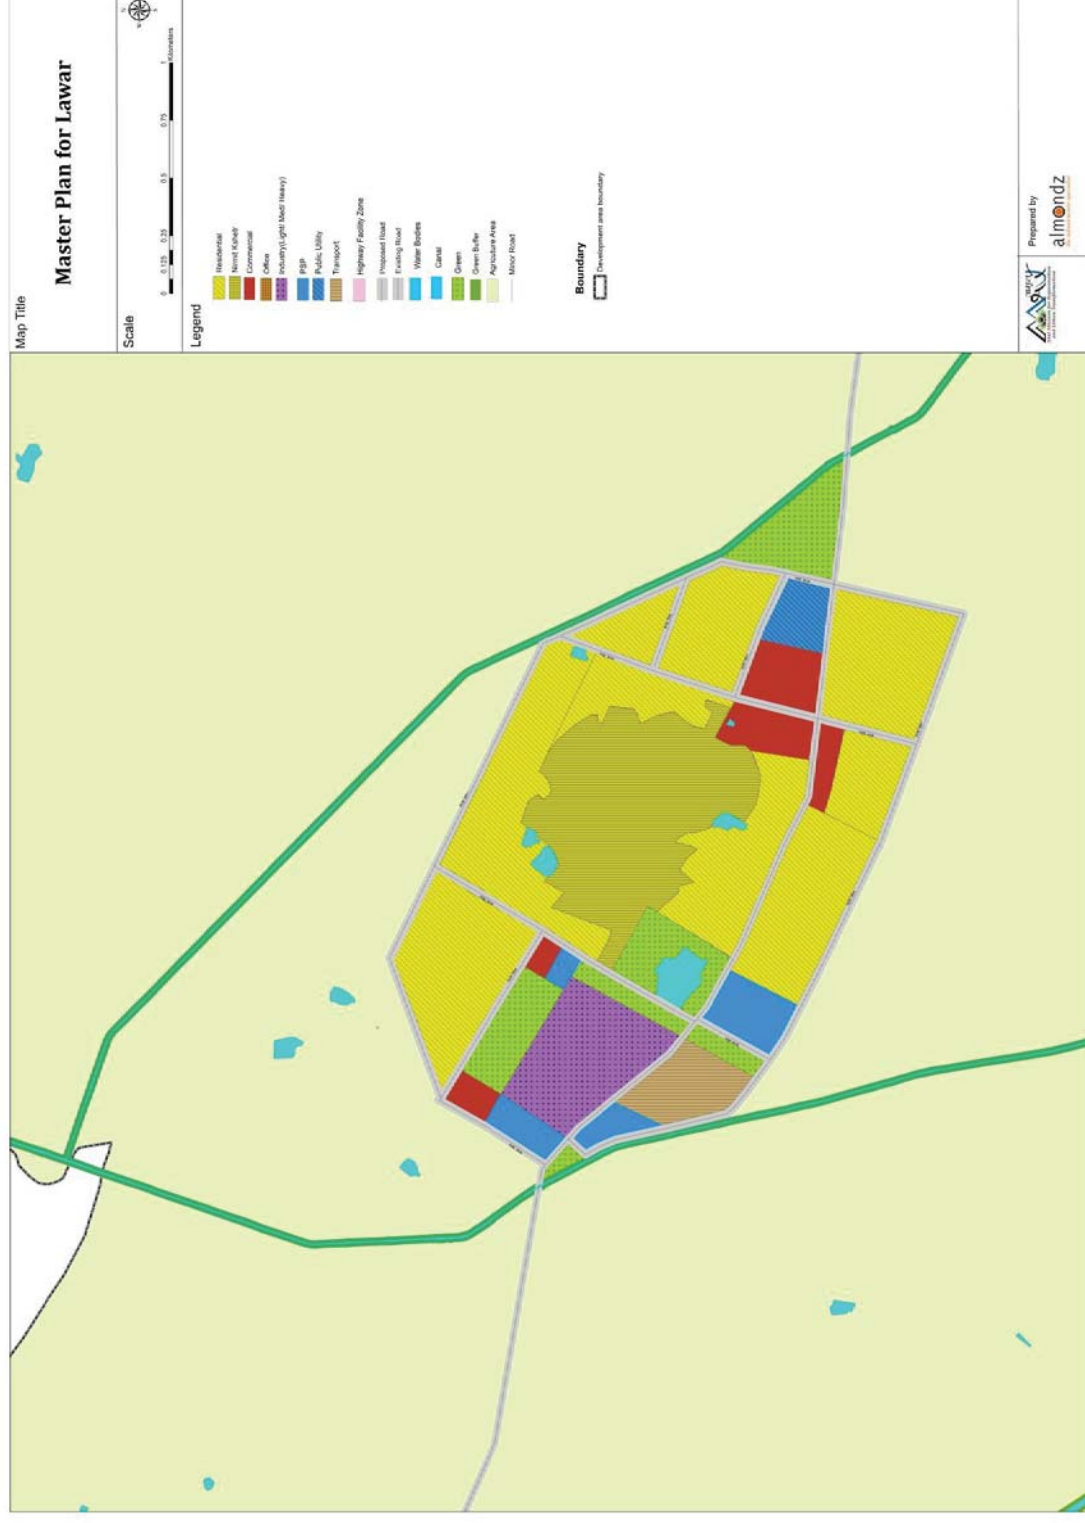 Map Title
Master Plan for Lawar
Scale
0 0.125 0.25 0.5 0.75 1
Kilometers
Legend
Residential
Nirmit Kshetr
Commercial
Office
Industry(Light/ Med/ Heavy)
PSP
Public Utility
Transport
Highway Facility Zone
Proposed Road
Existing Road
Water Bodies
Canal
Green
Green Buffer
Agriculture Area
Minor Road
Boundary
Development area boundary
Prepared by
almondz